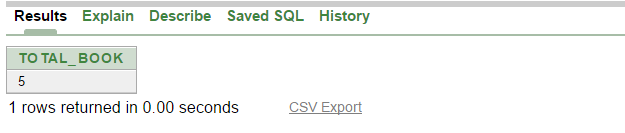 Results Explain Describe Saved SQL History
TOTAL_BOOK
5
1 rows returned in 0.00 seconds CSV Export